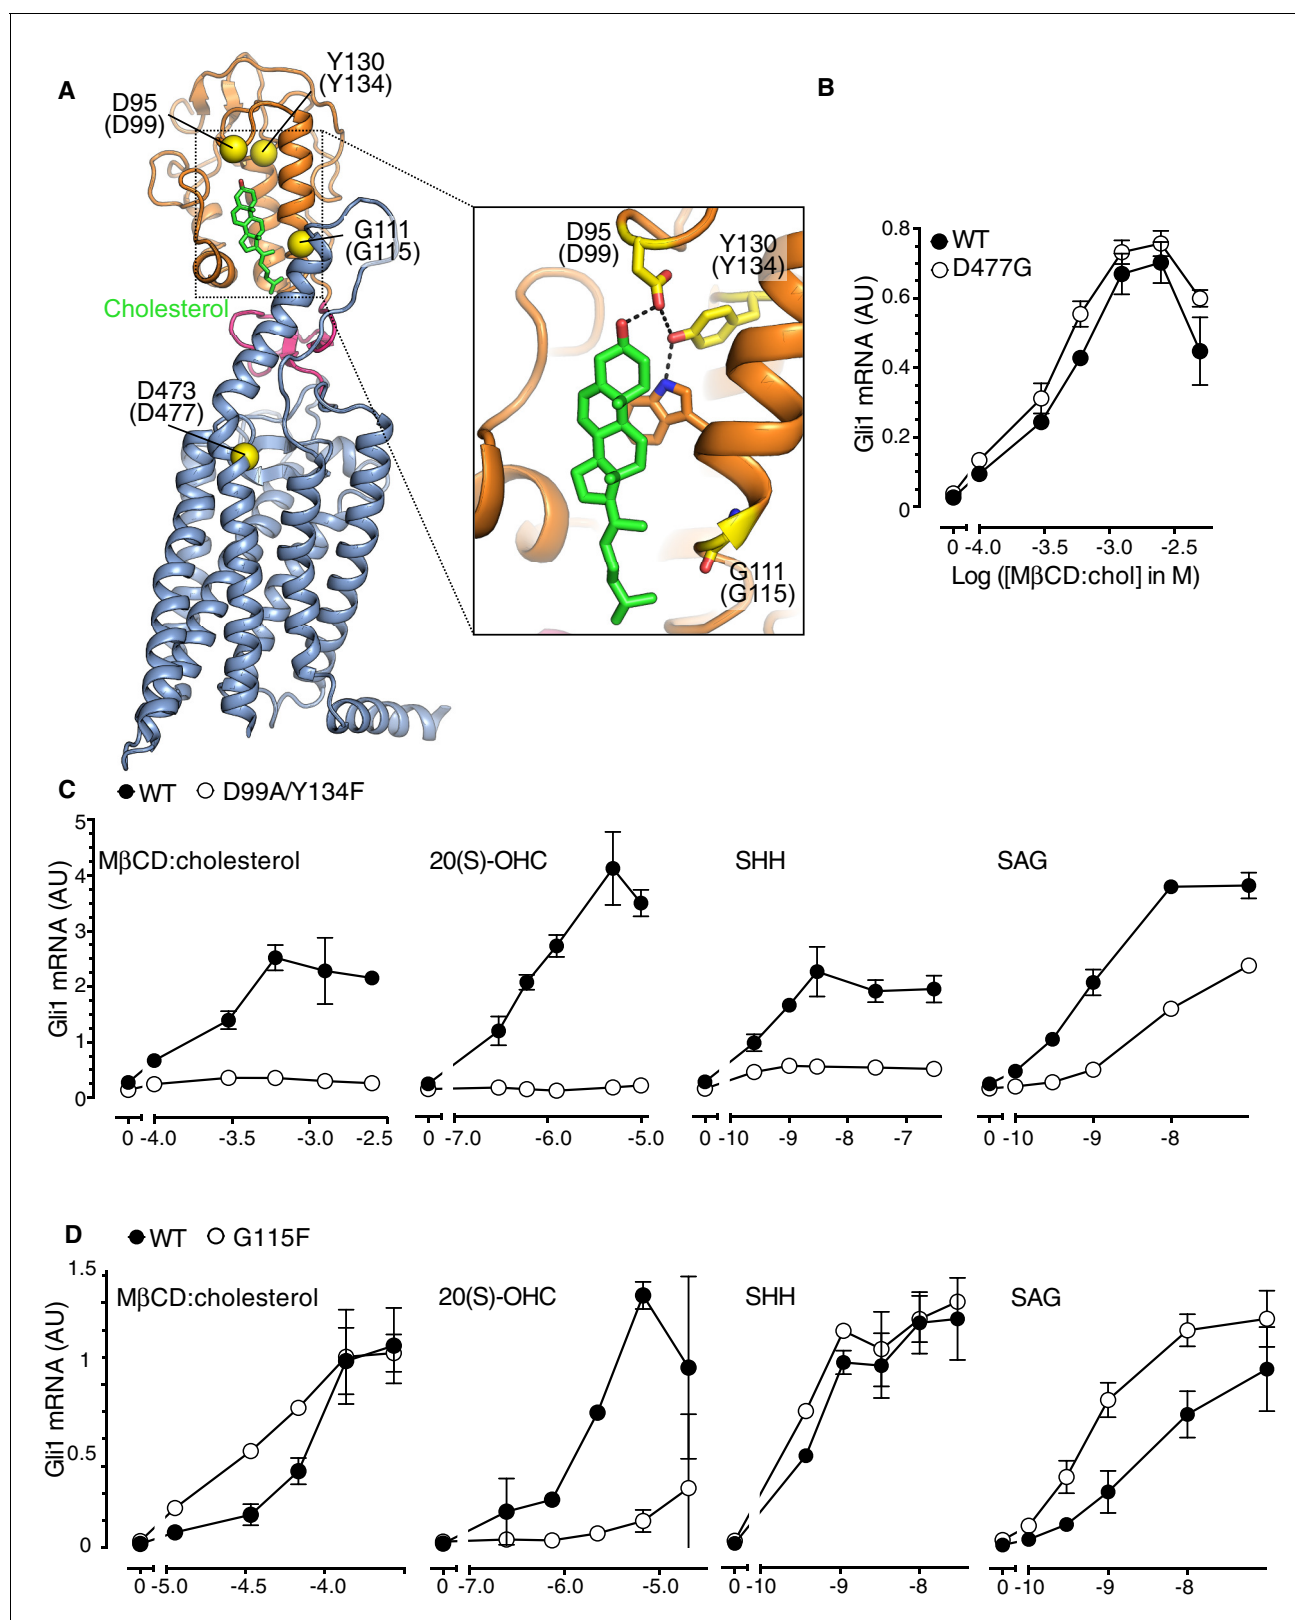 A
Y130
(Y134)
D95
(D99)
G111
(G115)
Cholesterol
D473
(D477)
D95
(D99)
Y130
(Y134)
G111
(G115)
B
0.8
0.6
0.4
0.2
0
Gli1 mRNA (AU)
WT
D477G
0 -4.0 -3.5 -3.0 -2.5
Log ([MβCD:chol] in M)
C
WT D99A/Y134F
5
4
3
2
1
0
Gli1 mRNA (AU)
MβCD:cholesterol 20(S)-OHC SHH SAG
0 -4.0 -3.5 -3.0 -2.5
0 -7.0 -6.0 -5.0
0 -10 -9 -8 -7
0 -10 -9 -8
D
WT G115F
1.5
1
0.5
0
Gli1 mRNA (AU)
MβCD:cholesterol 20(S)-OHC SHH SAG
0 -5.0 -4.5 -4.0
0 -7.0 -6.0 -5.0
0 -10 -9 -8
0 -10 -9 -8